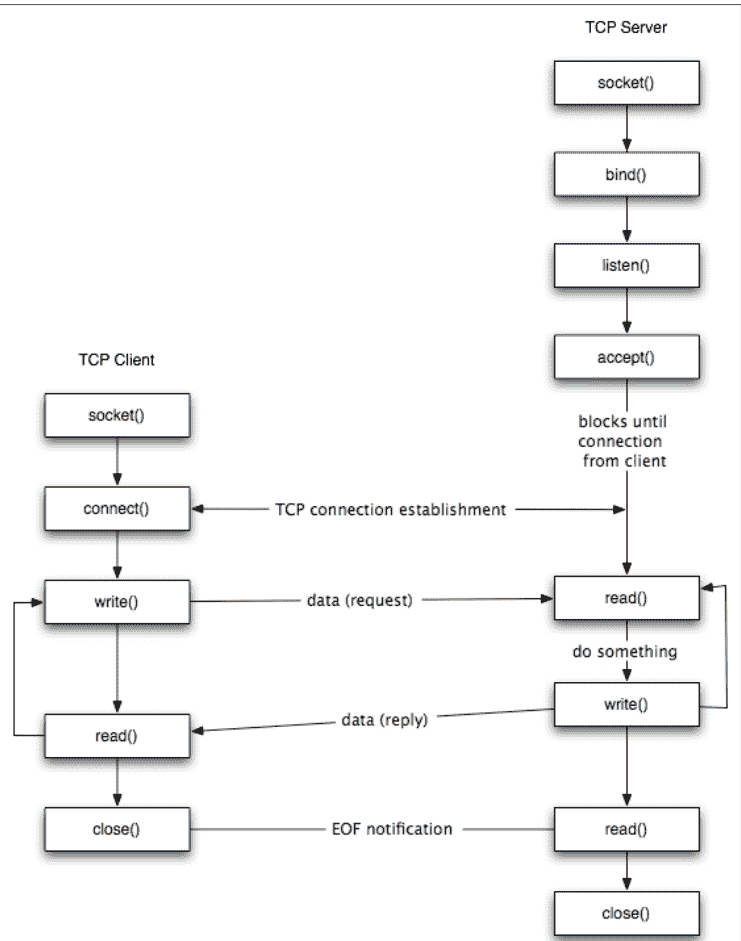 TCP Server
socket()
bind()
listen()
TCP Client
accept()
socket()
blocks until
connection
from client
connect()
TCP connection establishment
write()
data (request)
read()
do something
write()
data (reply)
read()
close()
EOF notification
read()
close()